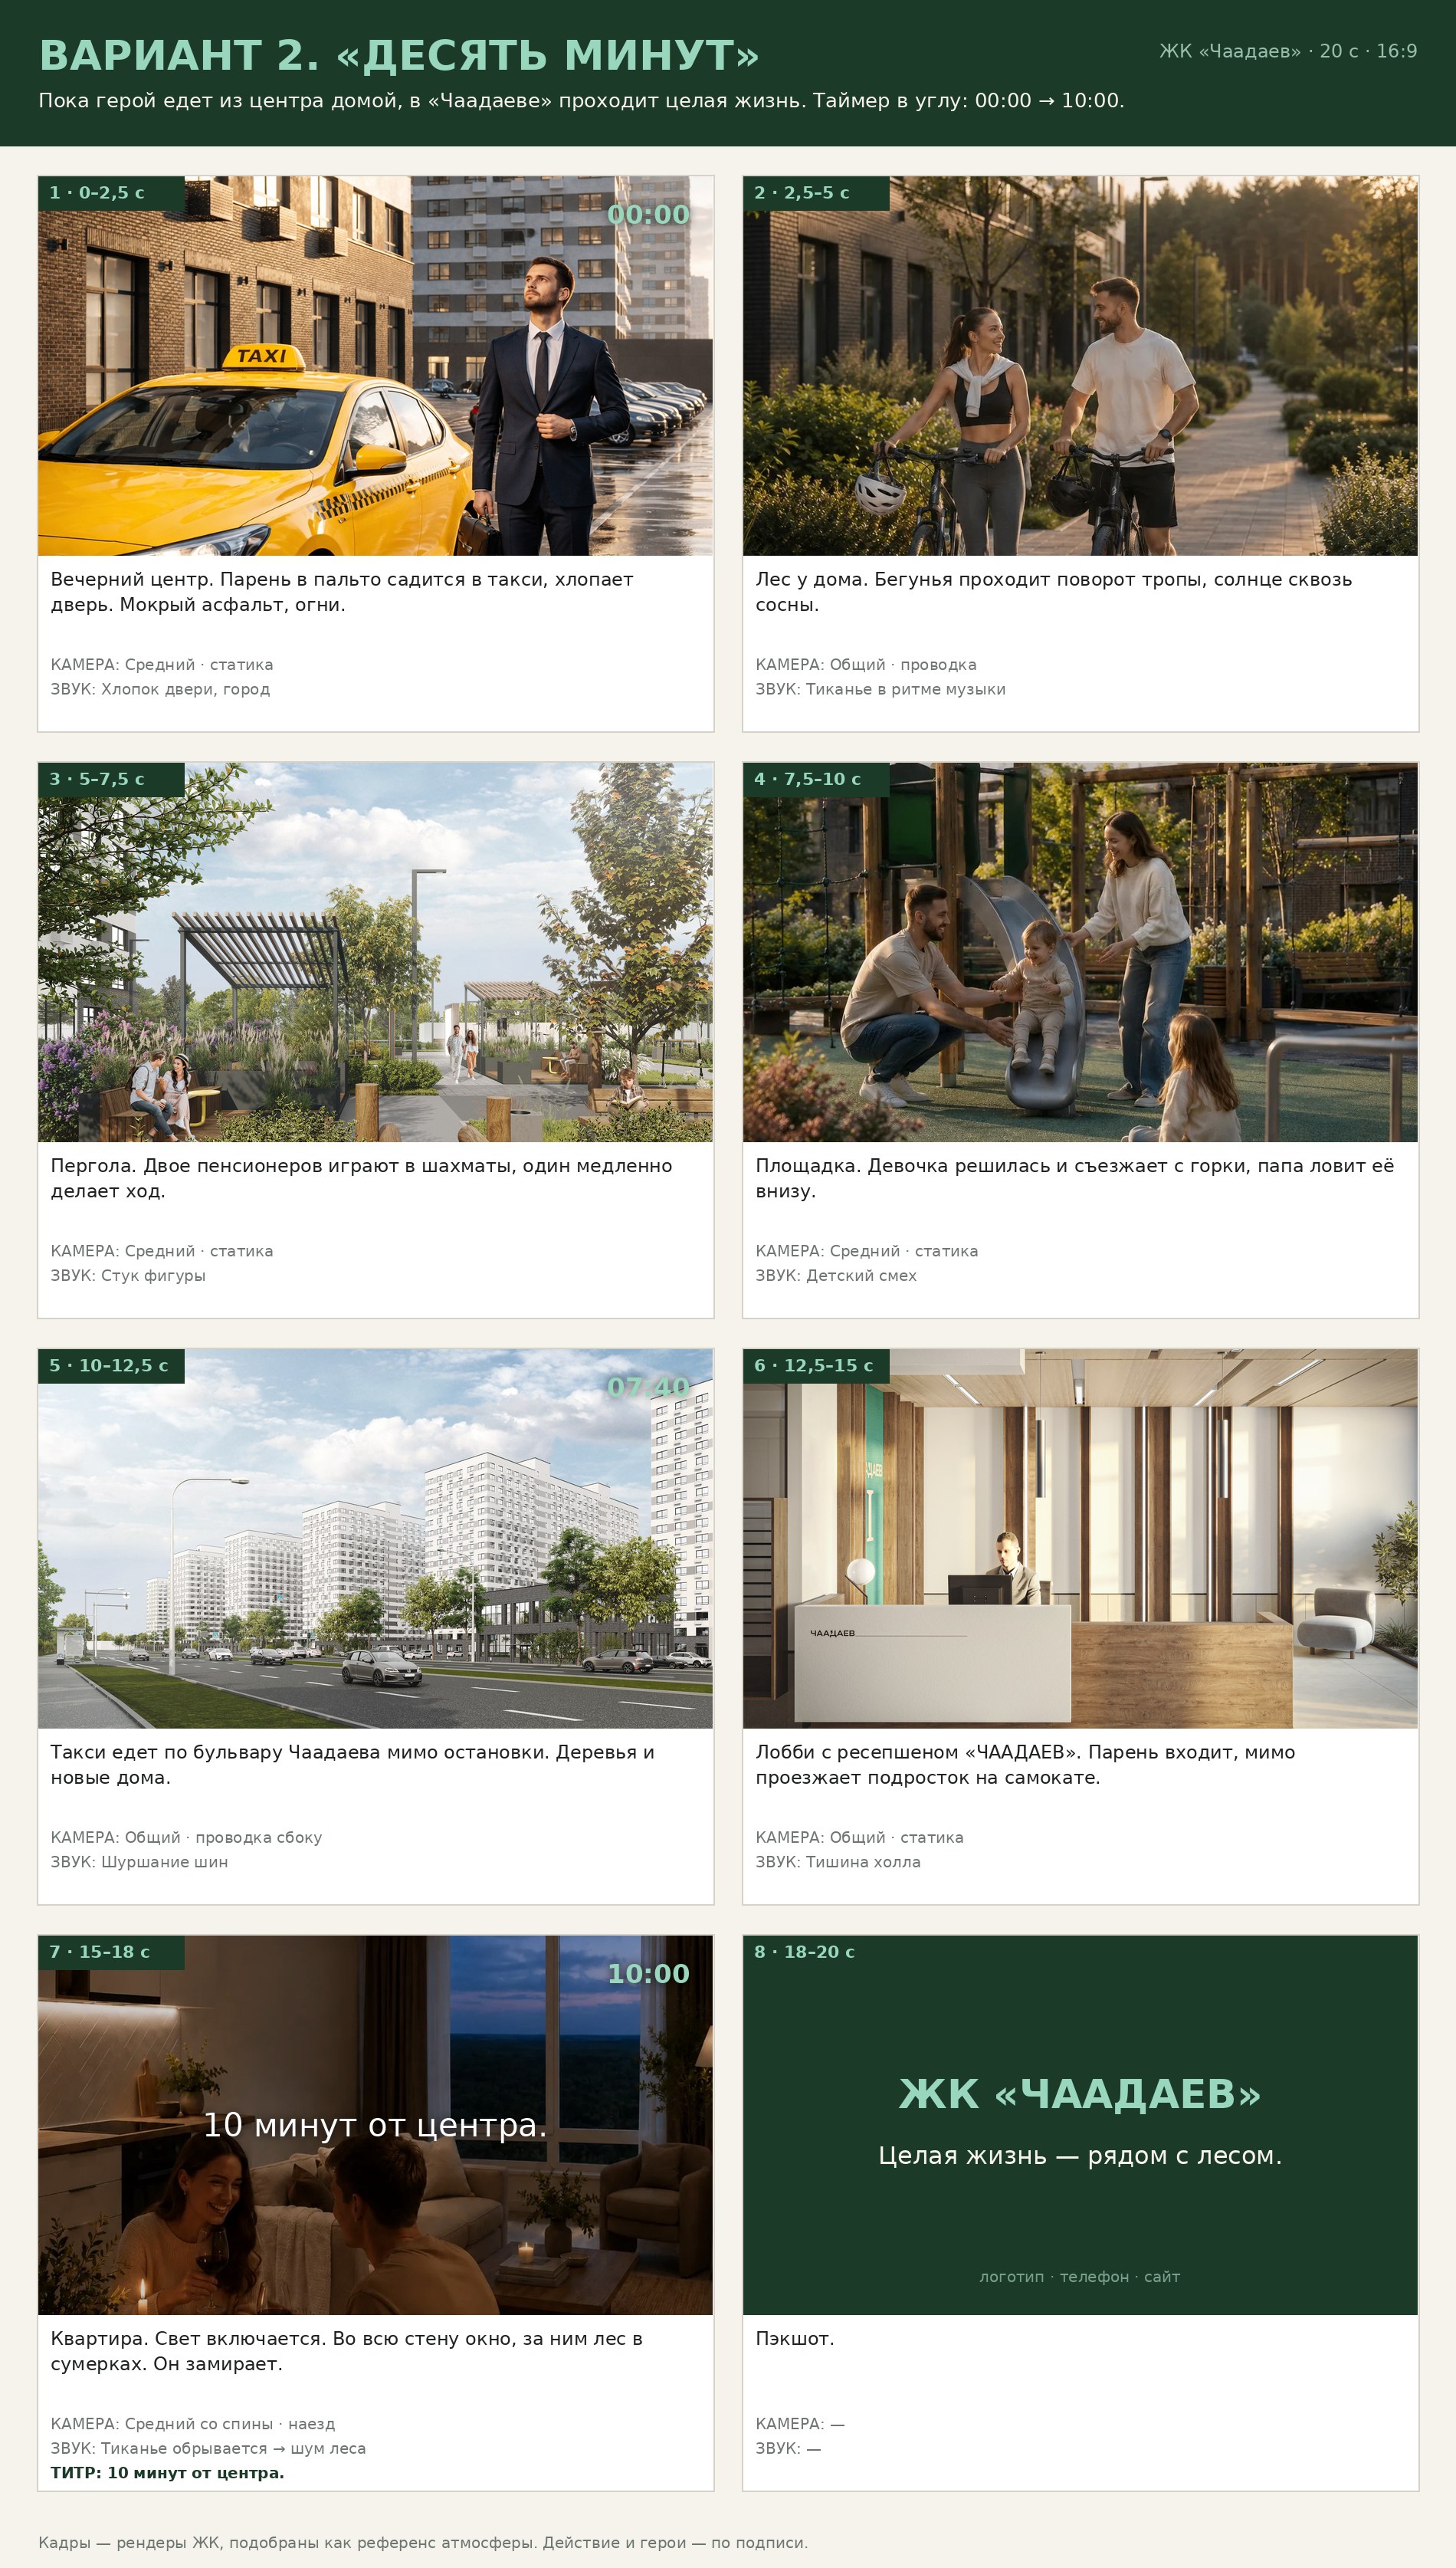 ВАРИАНТ 2. «ДЕСЯТЬ МИНУТ»
ЖК «Чаадаев» · 20 с · 16:9
Пока герой едет из центра домой, в «Чаадаеве» проходит целая жизнь. Таймер в углу: 00:00 → 10:00.
1 · 0–2,5 с
00:00
TAXI
Вечерний центр. Парень в пальто садится в такси, хлопает
дверь. Мокрый асфальт, огни.
КАМЕРА: Средний · статика
ЗВУК: Хлопок двери, город
2 · 2,5–5 с
Лес у дома. Бегунья проходит поворот тропы, солнце сквозь
сосны.
КАМЕРА: Общий · проводка
ЗВУК: Тиканье в ритме музыки
3 · 5–7,5 с
Пергола. Двое пенсионеров играют в шахматы, один медленно
делает ход.
КАМЕРА: Средний · статика
ЗВУК: Стук фигуры
4 · 7,5–10 с
Площадка. Девочка решилась и съезжает с горки, папа ловит её
внизу.
КАМЕРА: Средний · статика
ЗВУК: Детский смех
5 · 10–12,5 с
07:40
Такси едет по бульвару Чаадаева мимо остановки. Деревья и
новые дома.
КАМЕРА: Общий · проводка сбоку
ЗВУК: Шуршание шин
6 · 12,5–15 с
ЧААДАЕВ
Лобби с ресепшеном «ЧААДАЕВ». Парень входит, мимо
проезжает подросток на самокате.
КАМЕРА: Общий · статика
ЗВУК: Тишина холла
7 · 15–18 с
10:00
10 минут от центра.
Квартира. Свет включается. Во всю стену окно, за ним лес в
сумерках. Он замирает.
КАМЕРА: Средний со спины · наезд
ЗВУК: Тиканье обрывается → шум леса
ТИТР: 10 минут от центра.
8 · 18–20 с
ЖК «ЧААДАЕВ»
Целая жизнь — рядом с лесом.
логотип · телефон · сайт
Пэкшот.
КАМЕРА: —
ЗВУК: —
Кадры — рендеры ЖК, подобраны как референс атмосферы. Действие и герои — по подписи.